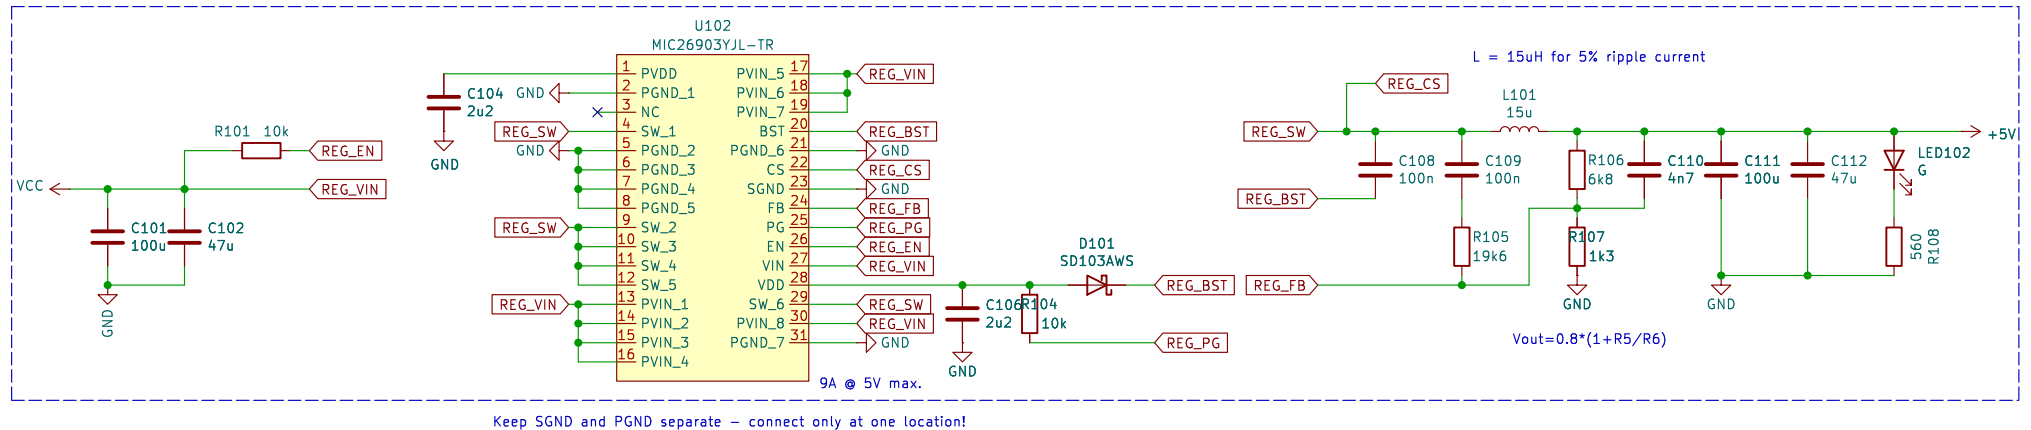 VCC
R101 10k
REG_EN
REG_VIN
C101
100u
C102
47u
GND
C104
2u2
GND
U102
MIC26903YJL-TR
GND
REG_SW
GND
REG_SW
REG_VIN
1 PVDD
2 PGND_1
3 NC
4 SW_1
5 PGND_2
6 PGND_3
7 PGND_4
8 PGND_5
9 SW_2
10 SW_3
11 SW_4
12 SW_5
13 PVIN_1
14 PVIN_2
15 PVIN_3
16 PVIN_4
PVIN_5 17 REG_VIN
PVIN_6 18
PVIN_7 19
BST 20 REG_BST
PGND_6 21 GND
CS 22 REG_CS
SGND 23 GND
FB 24 REG_FB
PG 25 REG_PG
EN 26 REG_EN
VIN 27 REG_VIN
VDD 28
SW_6 29 REG_SW
PVIN_8 30 REG_VIN
PGND_7 31 GND
9A @ 5V max.
C106
2u2
GND
R104
10k
D101
SD103AWS
REG_BST
REG_PG
L = 15uH for 5% ripple current
REG_CS
REG_SW
L101
15u
+5V
C108
100n
REG_BST
C109
100n
R105
19k6
REG_FB
R106
6k8
R107
1k3
GND
C110
4n7
C111
100u
C112
47u
GND
LED102
G
560
R108
Vout=0.8*(1+R5/R6)
Keep SGND and PGND separate – connect only at one location!